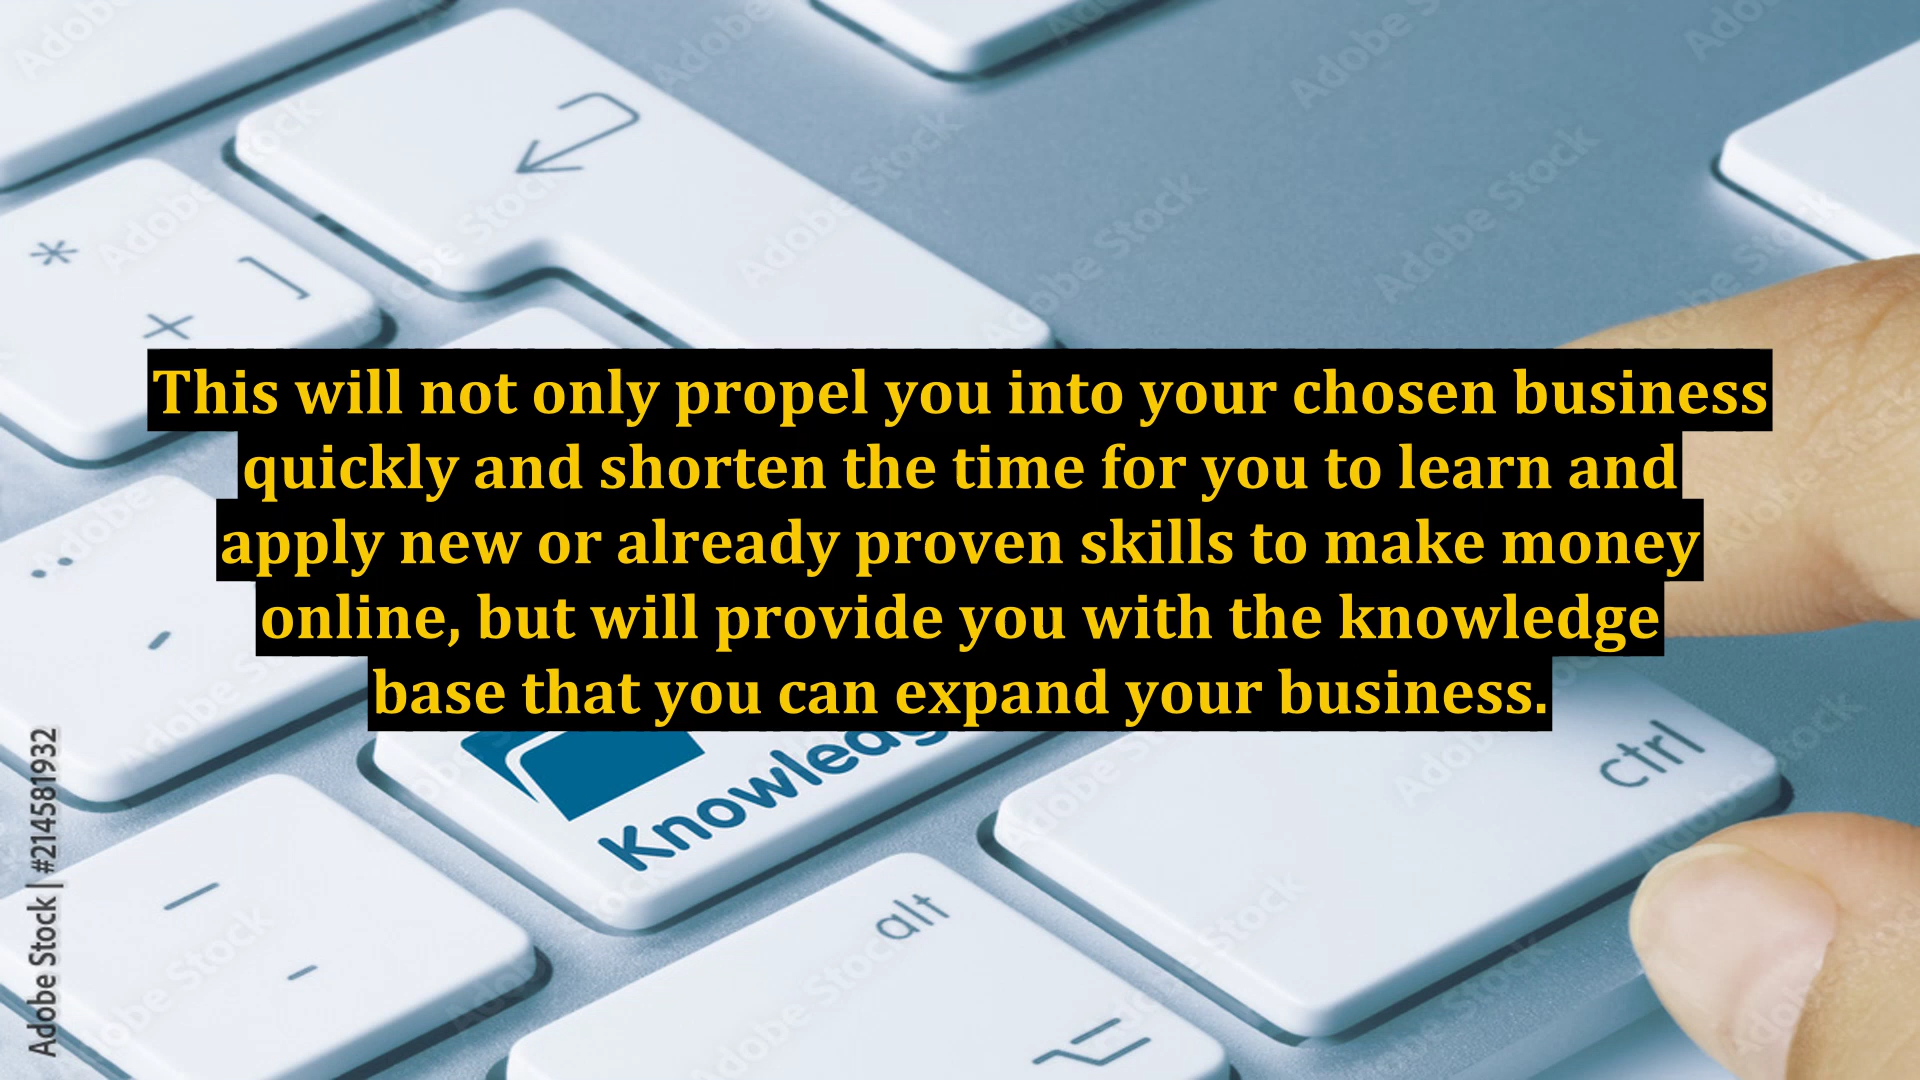 This will not only propel you into your chosen business
quickly and shorten the time for you to learn and
apply new or already proven skills to make money
online, but will provide you with the knowledge
base that you can expand your business.
Knowledg
ctrl
alt
Adobe Stock | #214581932